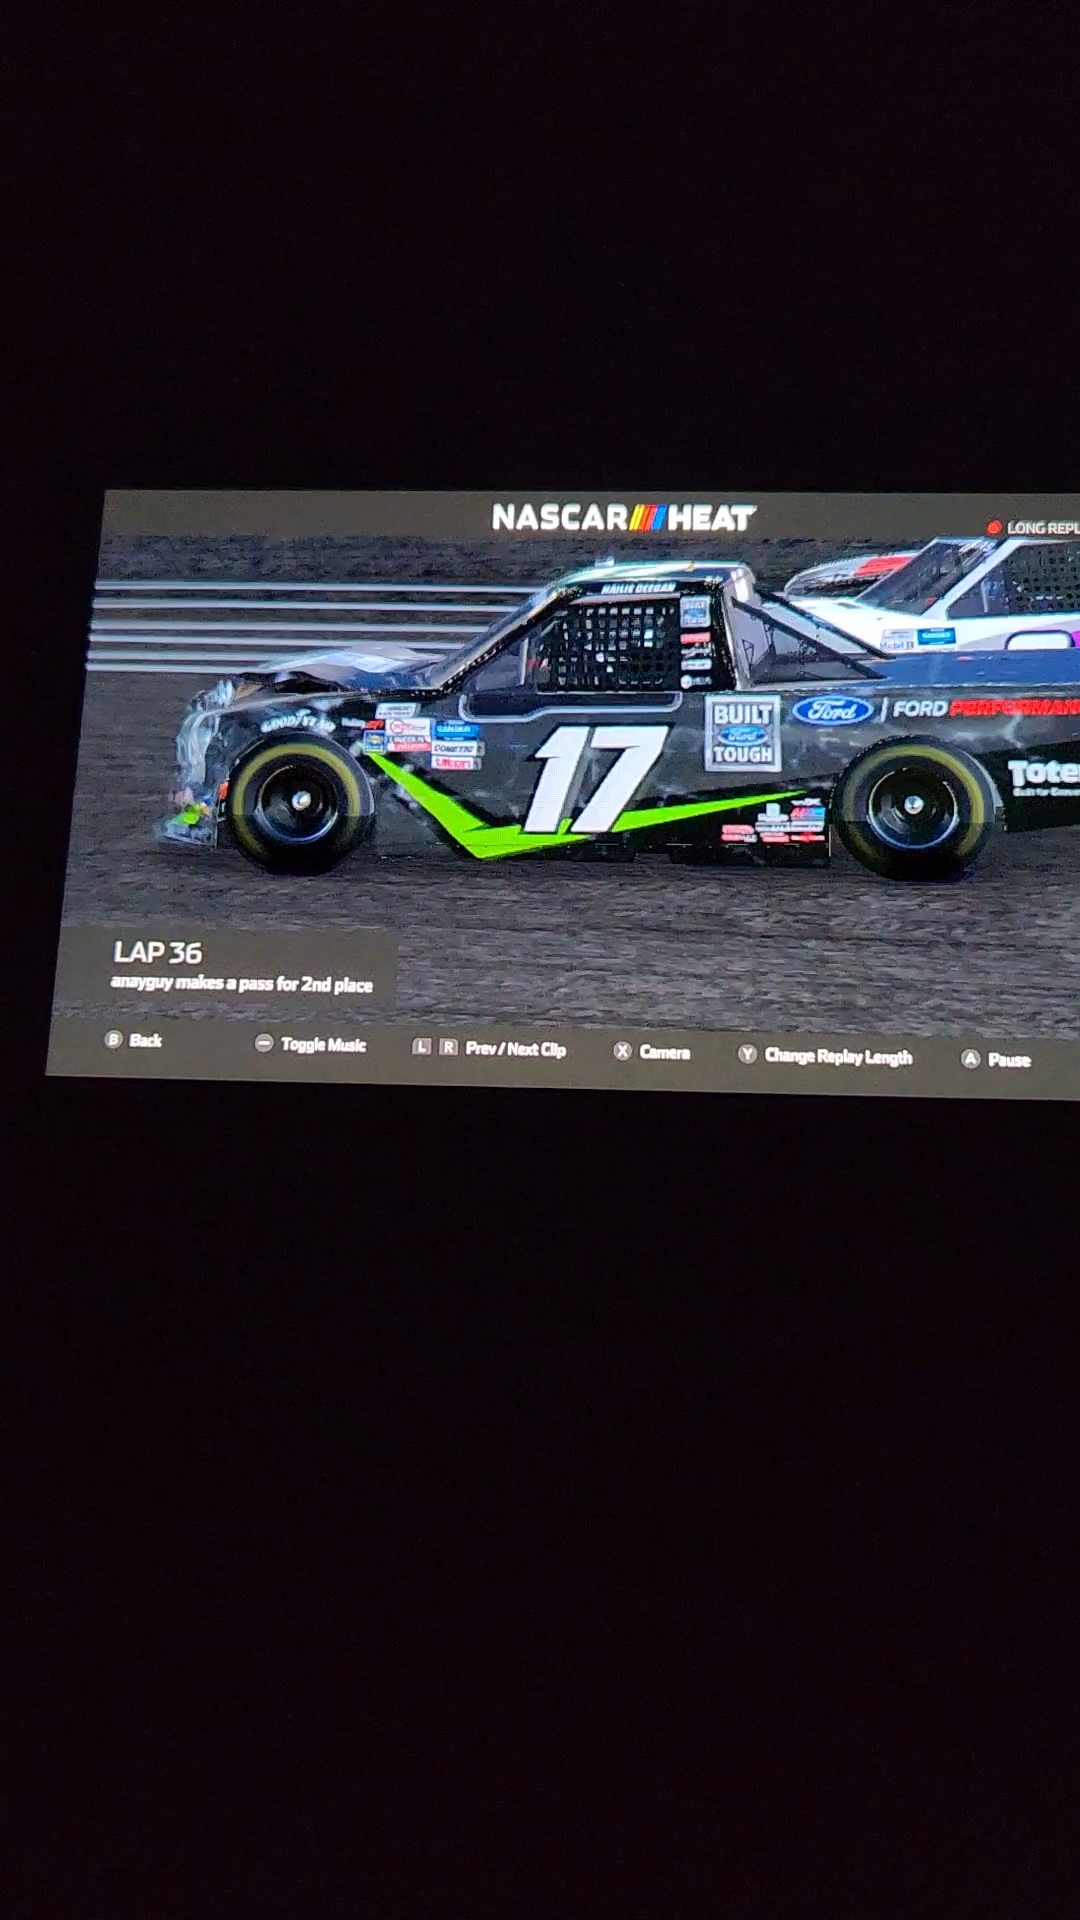 NASCAR HEAT
LONG REPL
HAILIE DEEGAN
GOODYEAR
BUILT
Ford
TOUGH
Ford | FORD PERFORMAN
17
Tote
LAP 36
anayguy makes a pass for 2nd place
B Back
Toggle Music
L R Prev / Next Clip
X Camera
Y Change Replay Length
A Pause